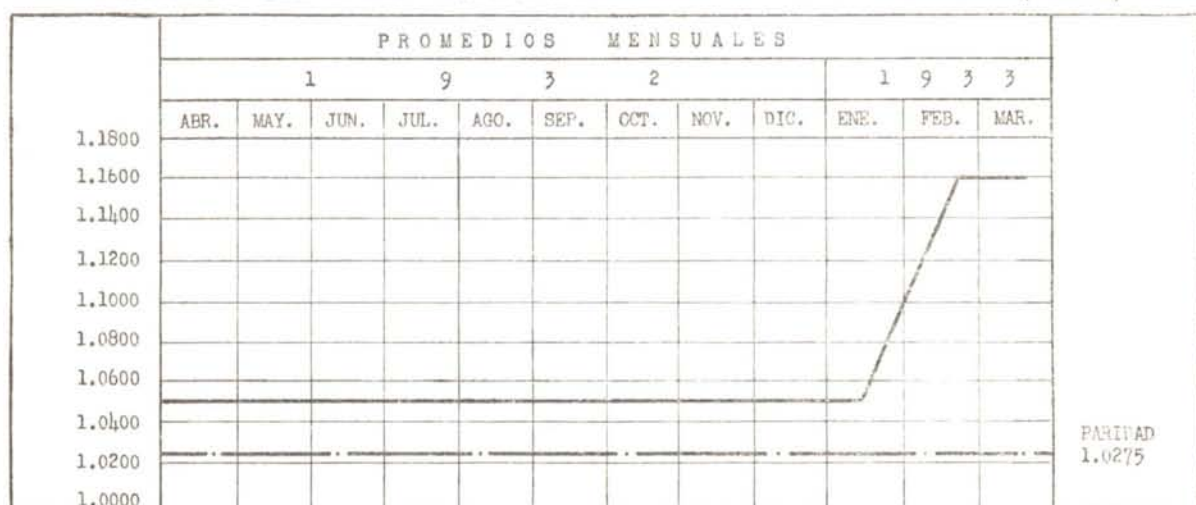 PROMEDIOS MENSUALES
1 9 3 2 1 9 3 3
ABR. MAY. JUN. JUL. AGO. SEP. OCT. NOV. DIC. ENE. FEB. MAR.
1.1800
1.1600
1.1400
1.1200
1.1000
1.0800
1.0600
1.0400
1.0200
1.0000
PARIDAD
1.0275